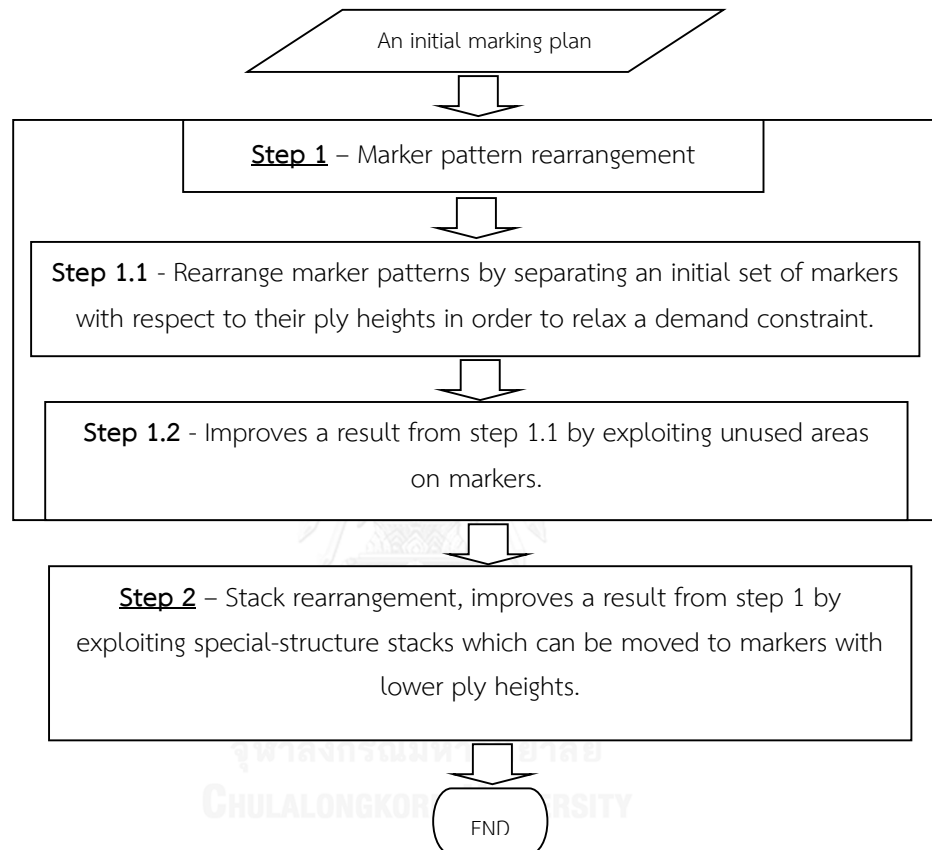 An initial marking plan
Step 1 – Marker pattern rearrangement
Step 1.1 - Rearrange marker patterns by separating an initial set of markers
with respect to their ply heights in order to relax a demand constraint.
Step 1.2 - Improves a result from step 1.1 by exploiting unused areas
on markers.
Step 2 – Stack rearrangement, improves a result from step 1 by
exploiting special-structure stacks which can be moved to markers with
lower ply heights.
END